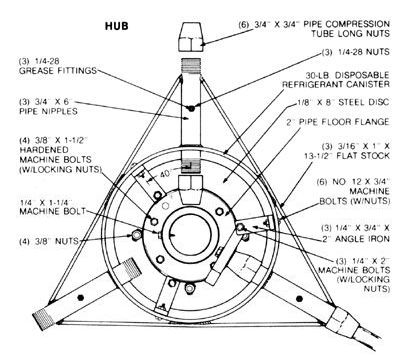 HUB
(6) 3/4" X 3/4" PIPE COMPRESSION
TUBE LONG NUTS
(3) 1/4-28 NUTS
30-LB. DISPOSABLE
REFRIGERANT CANISTER
1/8" X 8" STEEL DISC
2" PIPE FLOOR FLANGE
(3) 3/16" X 1" X
13-1/2" FLAT STOCK
(6) NO. 12 X 3/4"
MACHINE
BOLTS (W/NUTS)
(3) 1/4" X 3/4" X
2" ANGLE IRON
(3) 1/4" X 2"
MACHINE BOLTS
(W/LOCKING
NUTS)
(3) 1/4-28
GREASE FITTINGS
(3) 3/4" X 6"
PIPE NIPPLES
(4) 3/8" X 1-1/2"
HARDENED
MACHINE BOLTS
(W/LOCKING NUTS)
1/4" X 1-1/4"
MACHINE BOLT
(4) 3/8" NUTS
40°